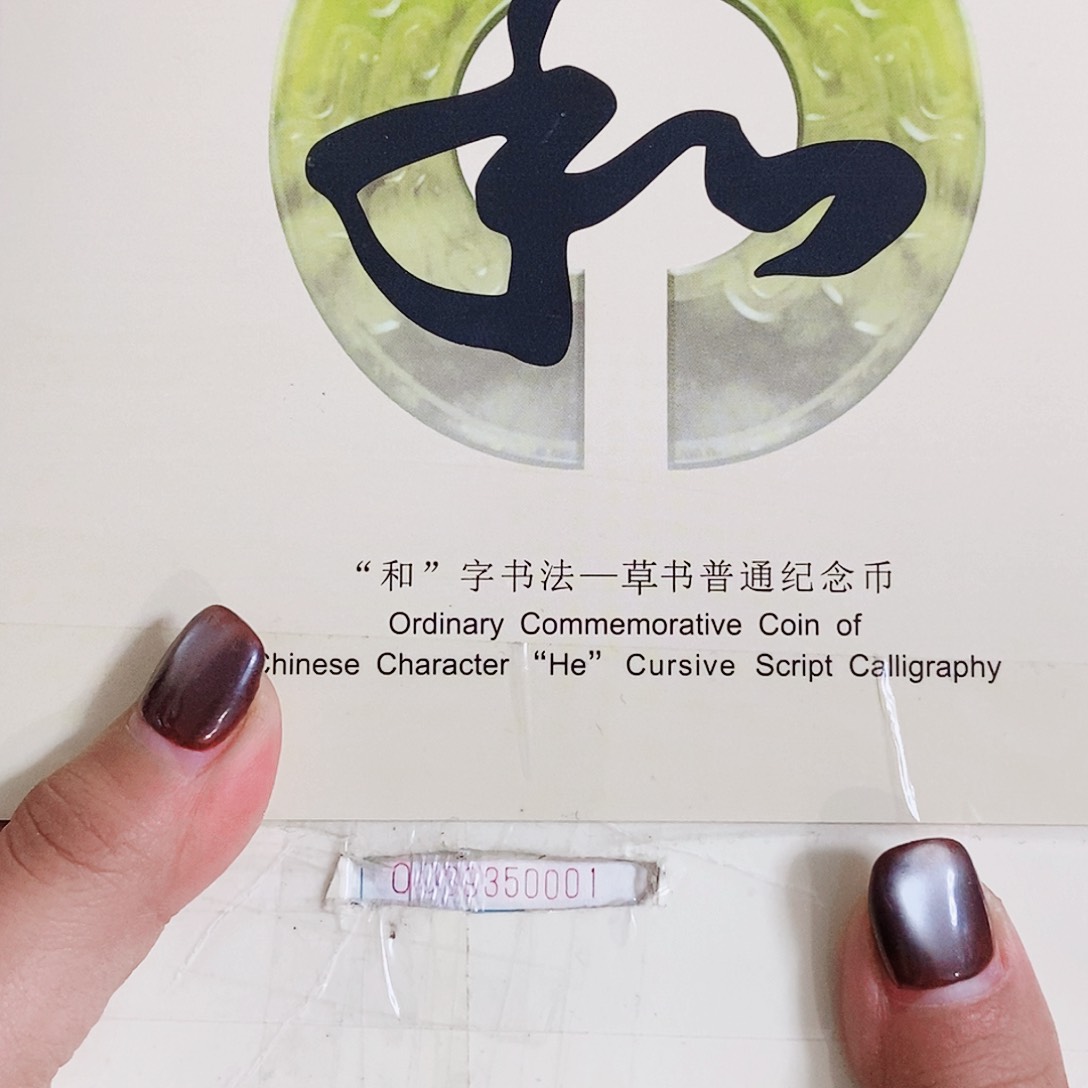 和
“和”字书法—草书普通纪念币
Ordinary Commemorative Coin of
Chinese Character “He” Cursive Script Calligraphy
350001